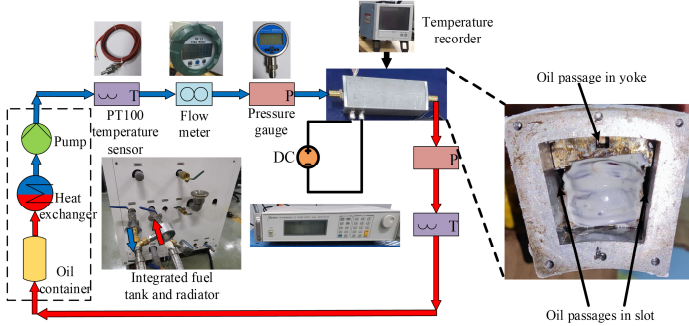 Temperature
recorder
Oil passage in yoke
T
P
PT100
temperature
sensor
Flow
meter
Pressure
gauge
Pump
DC
P
Heat
exchanger
T
Oil
container
Integrated fuel
tank and radiator
Oil passages in slot